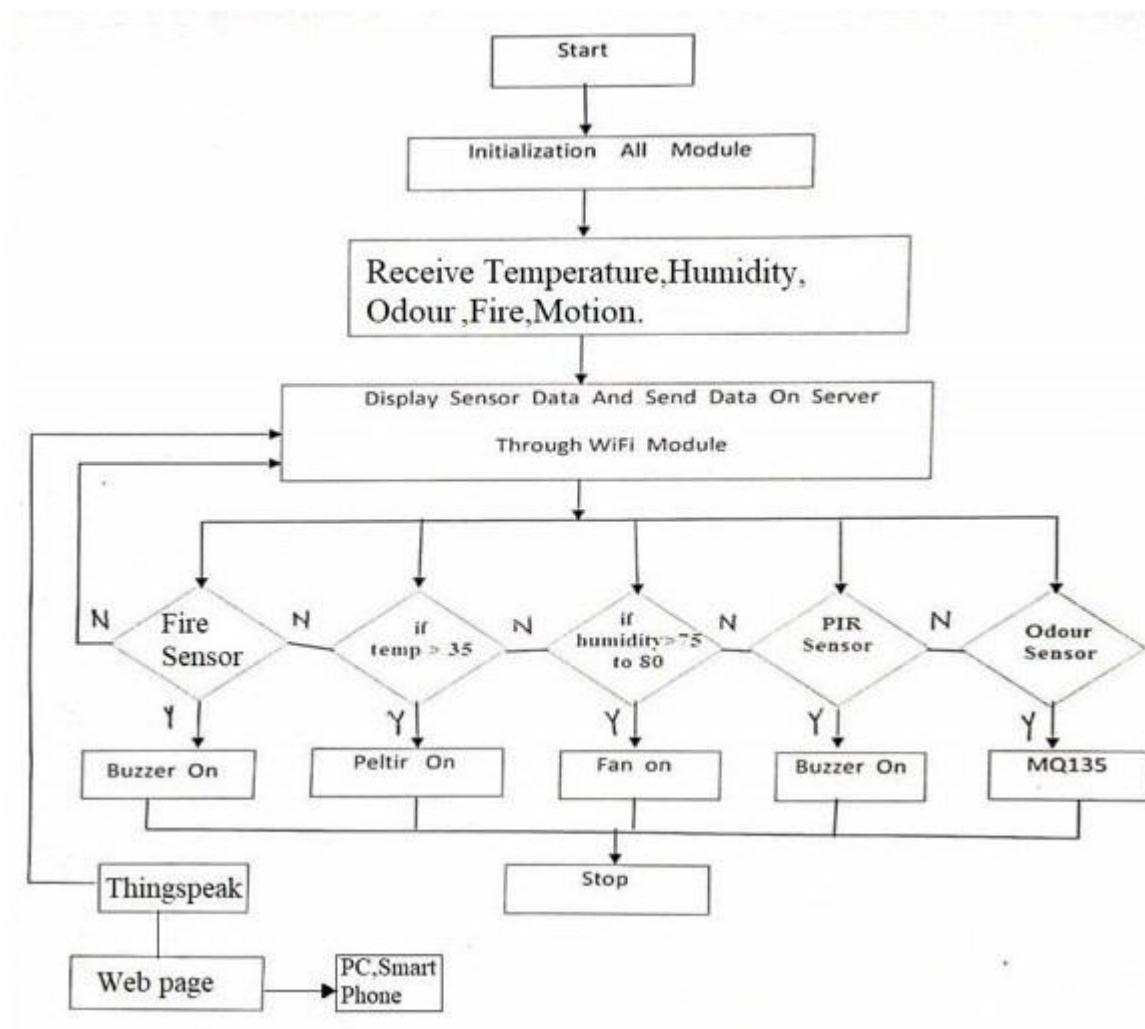 Start
Initialization All Module
Receive Temperature,Humidity,
Odour ,Fire,Motion.
Display Sensor Data And Send Data On Server
Through WiFi Module
N
Fire
Sensor
N
if
temp > 35
N
if
humidity>75
to 80
N
PIR
Sensor
N
Odour
Sensor
Y
Y
Y
Y
Y
Buzzer On
Peltir On
Fan on
Buzzer On
MQ135
Stop
Thingspeak
Web page
PC,Smart
Phone